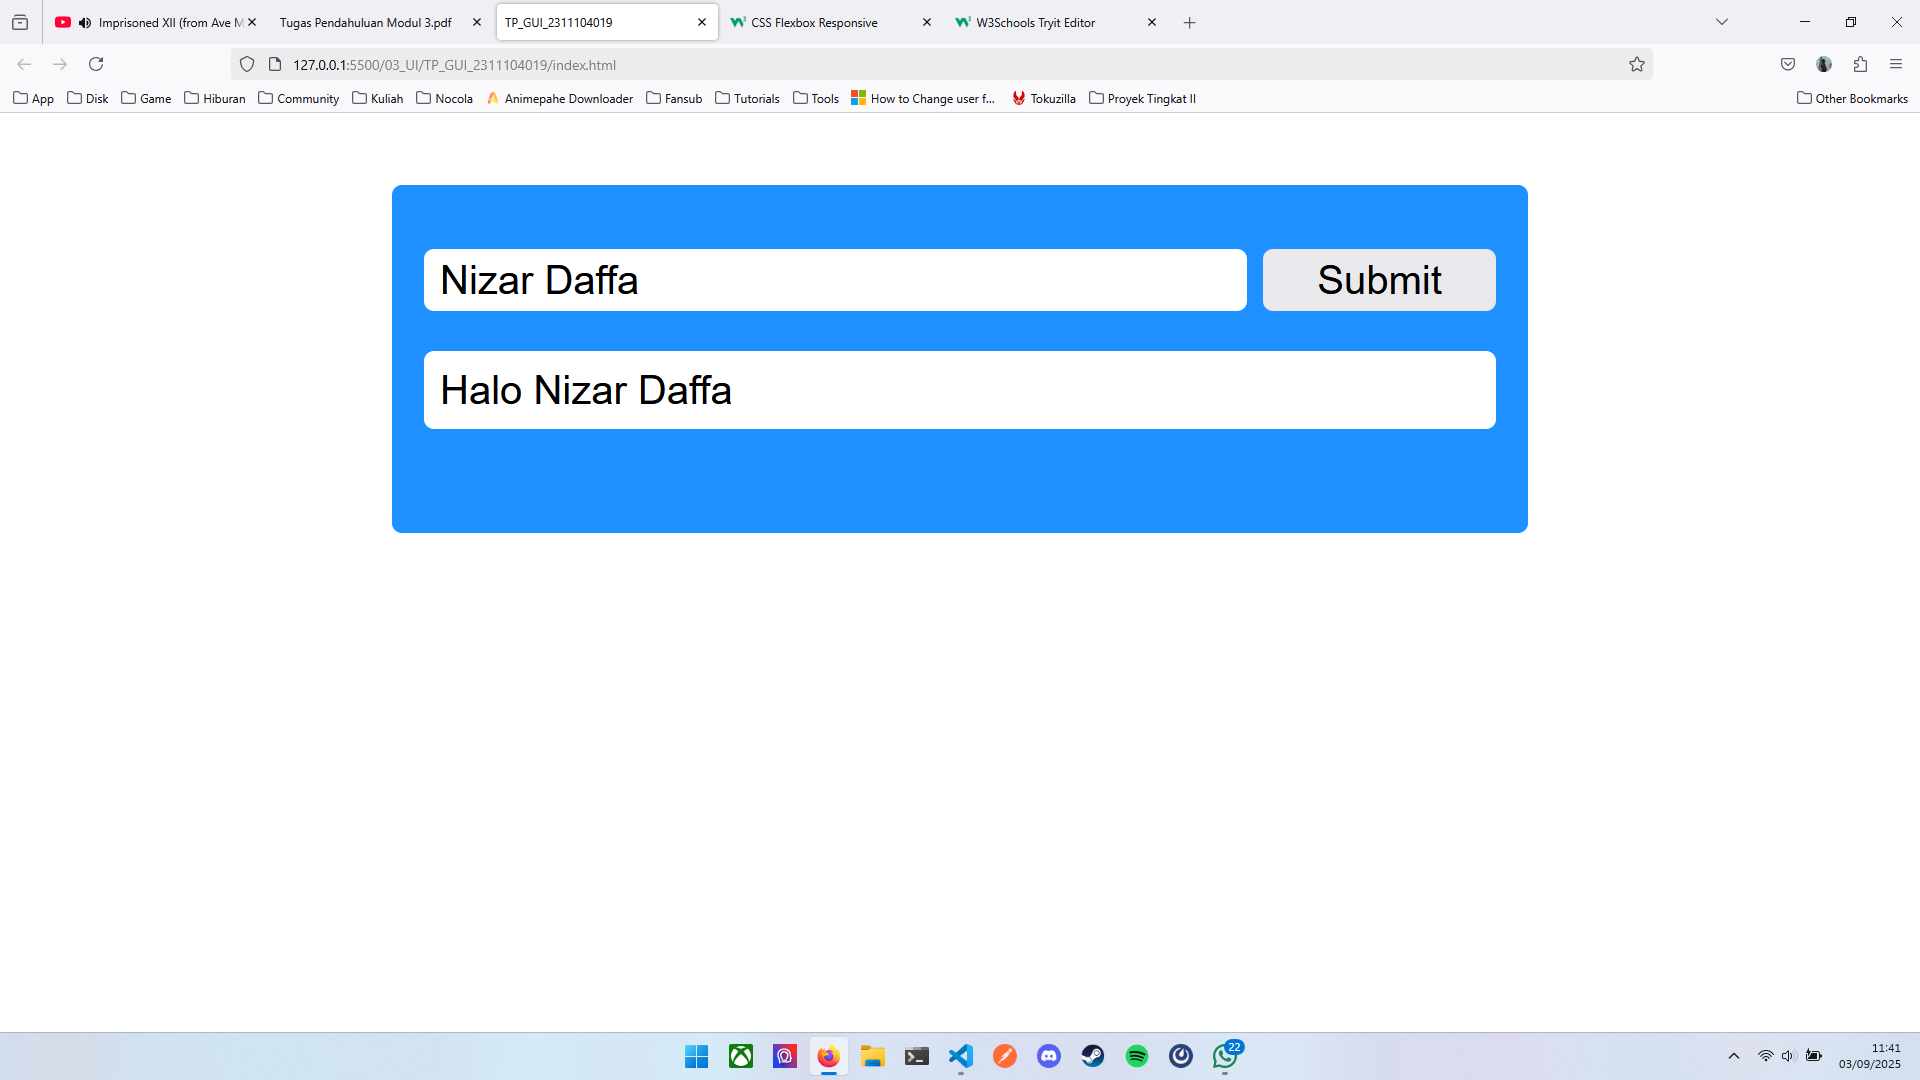 Imprisoned XII (from Ave M
Tugas Pendahuluan Modul 3.pdf
TP_GUI_2311104019
CSS Flexbox Responsive
W3Schools Tryit Editor
127.0.0.1:5500/03_UI/TP_GUI_2311104019/index.html
App
Disk
Game
Hiburan
Community
Kuliah
Nocola
Animepahe Downloader
Fansub
Tutorials
Tools
How to Change user f...
Tokuzilla
Proyek Tingkat II
Other Bookmarks
Nizar Daffa
Submit
Halo Nizar Daffa
22
11:41
03/09/2025